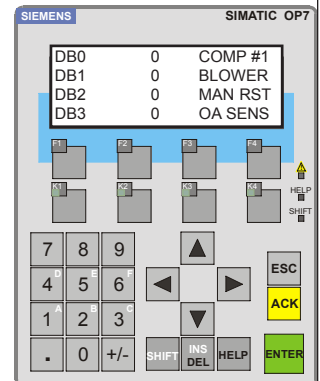 SIEMENS SIMATIC OP7
DB0 0 COMP #1
DB1 0 BLOWER
DB2 0 MAN RST
DB3 0 OA SENS
F1 F2 F3 F4
K1 K2 K3 K4
HELP
SHIFT
7 8 9
ESC
4 D 5 E 6 F
ACK
1 A 2 B 3 C
. 0 +/- SHIFT INS DEL HELP ENTER